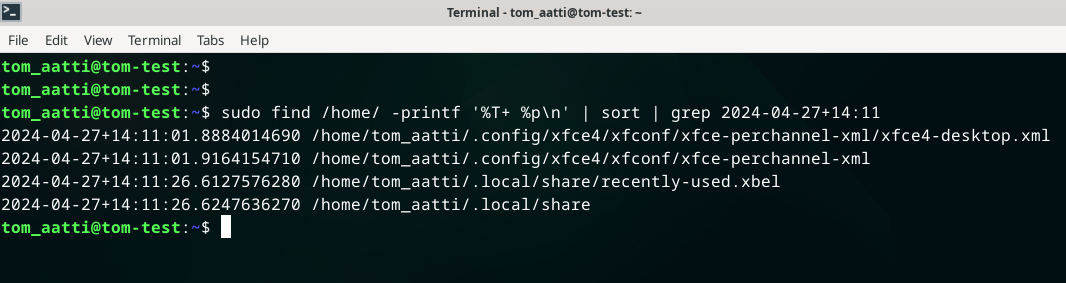 Terminal - tom_aatti@tom-test: ~
File Edit View Terminal Tabs Help
tom_aatti@tom-test:~$
tom_aatti@tom-test:~$
tom_aatti@tom-test:~$ sudo find /home/ -printf '%T+ %p\n' | sort | grep 2024-04-27+14:11
2024-04-27+14:11:01.8884014690 /home/tom_aatti/.config/xfce4/xfconf/xfce-perchannel-xml/xfce4-desktop.xml
2024-04-27+14:11:01.9164154710 /home/tom_aatti/.config/xfce4/xfconf/xfce-perchannel-xml
2024-04-27+14:11:26.6127576280 /home/tom_aatti/.local/share/recently-used.xbel
2024-04-27+14:11:26.6247636270 /home/tom_aatti/.local/share
tom_aatti@tom-test:~$